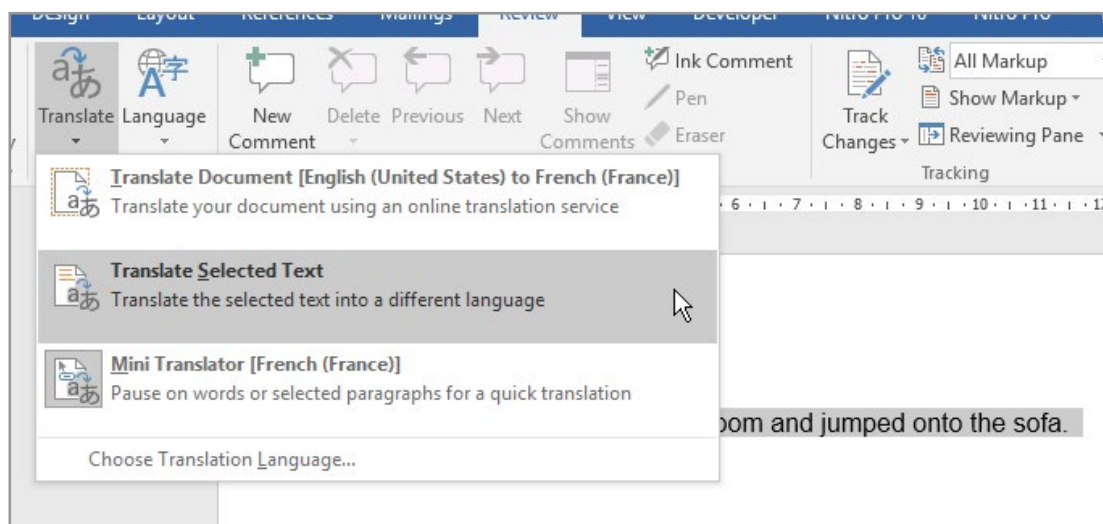 Design Layout References Mailings Review View Developer Nitro Pro 10 Nitro Pro
Translate Language
New
Comment
Delete Previous Next
Show
Comments
Ink Comment
Pen
Eraser
Track
Changes
All Markup
Show Markup
Reviewing Pane
Tracking
Translate Document [English (United States) to French (France)]
Translate your document using an online translation service
Translate Selected Text
Translate the selected text into a different language
Mini Translator [French (France)]
Pause on words or selected paragraphs for a quick translation
Choose Translation Language...
6 7 8 9 10 11
oom and jumped onto the sofa.